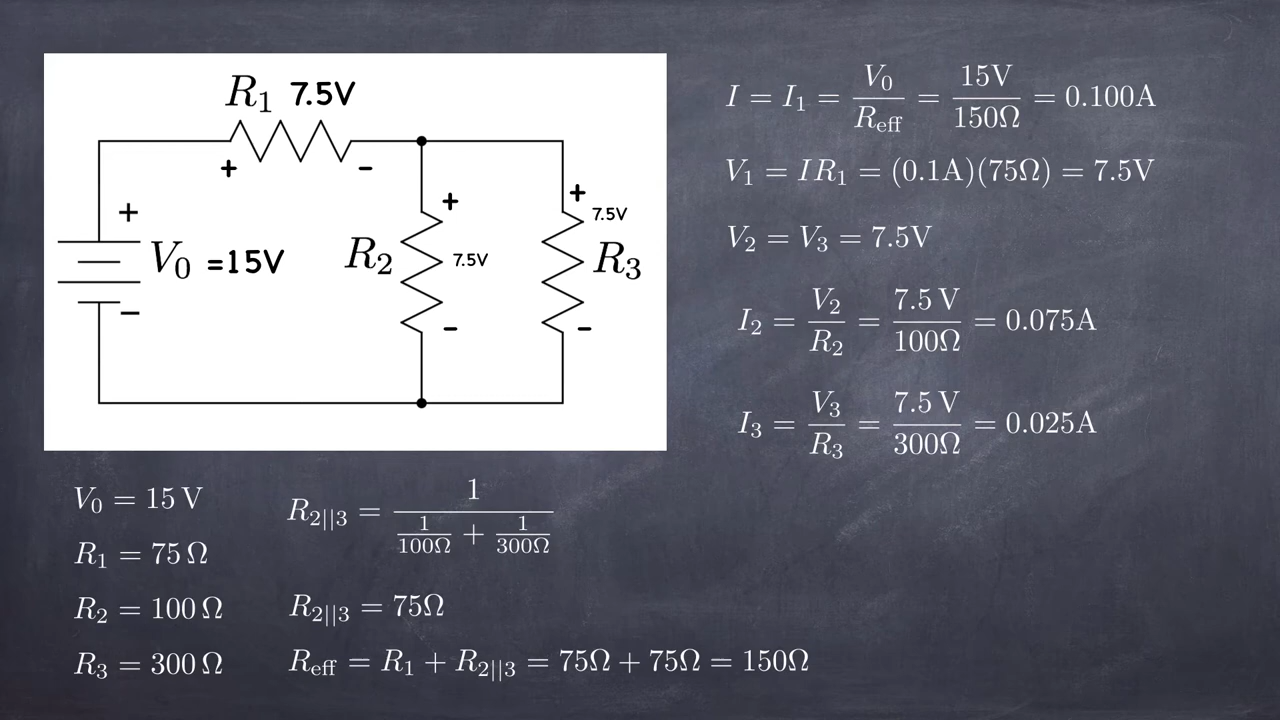 R₁ 7.5V
+ -
+
V₀ =15V
−
+
R₂ 7.5V
-
+
7.5V
R₃
-
V₀ = 15 V
R₁ = 75 Ω
R₂ = 100 Ω
R₃ = 300 Ω
R₂||₃ = 1 / (1/100Ω + 1/300Ω)
R₂||₃ = 75Ω
R_eff = R₁ + R₂||₃ = 75Ω + 75Ω = 150Ω
I = I₁ = V₀/R_eff = 15V/150Ω = 0.100A
V₁ = IR₁ = (0.1A)(75Ω) = 7.5V
V₂ = V₃ = 7.5V
I₂ = V₂/R₂ = 7.5 V/100Ω = 0.075A
I₃ = V₃/R₃ = 7.5 V/300Ω = 0.025A